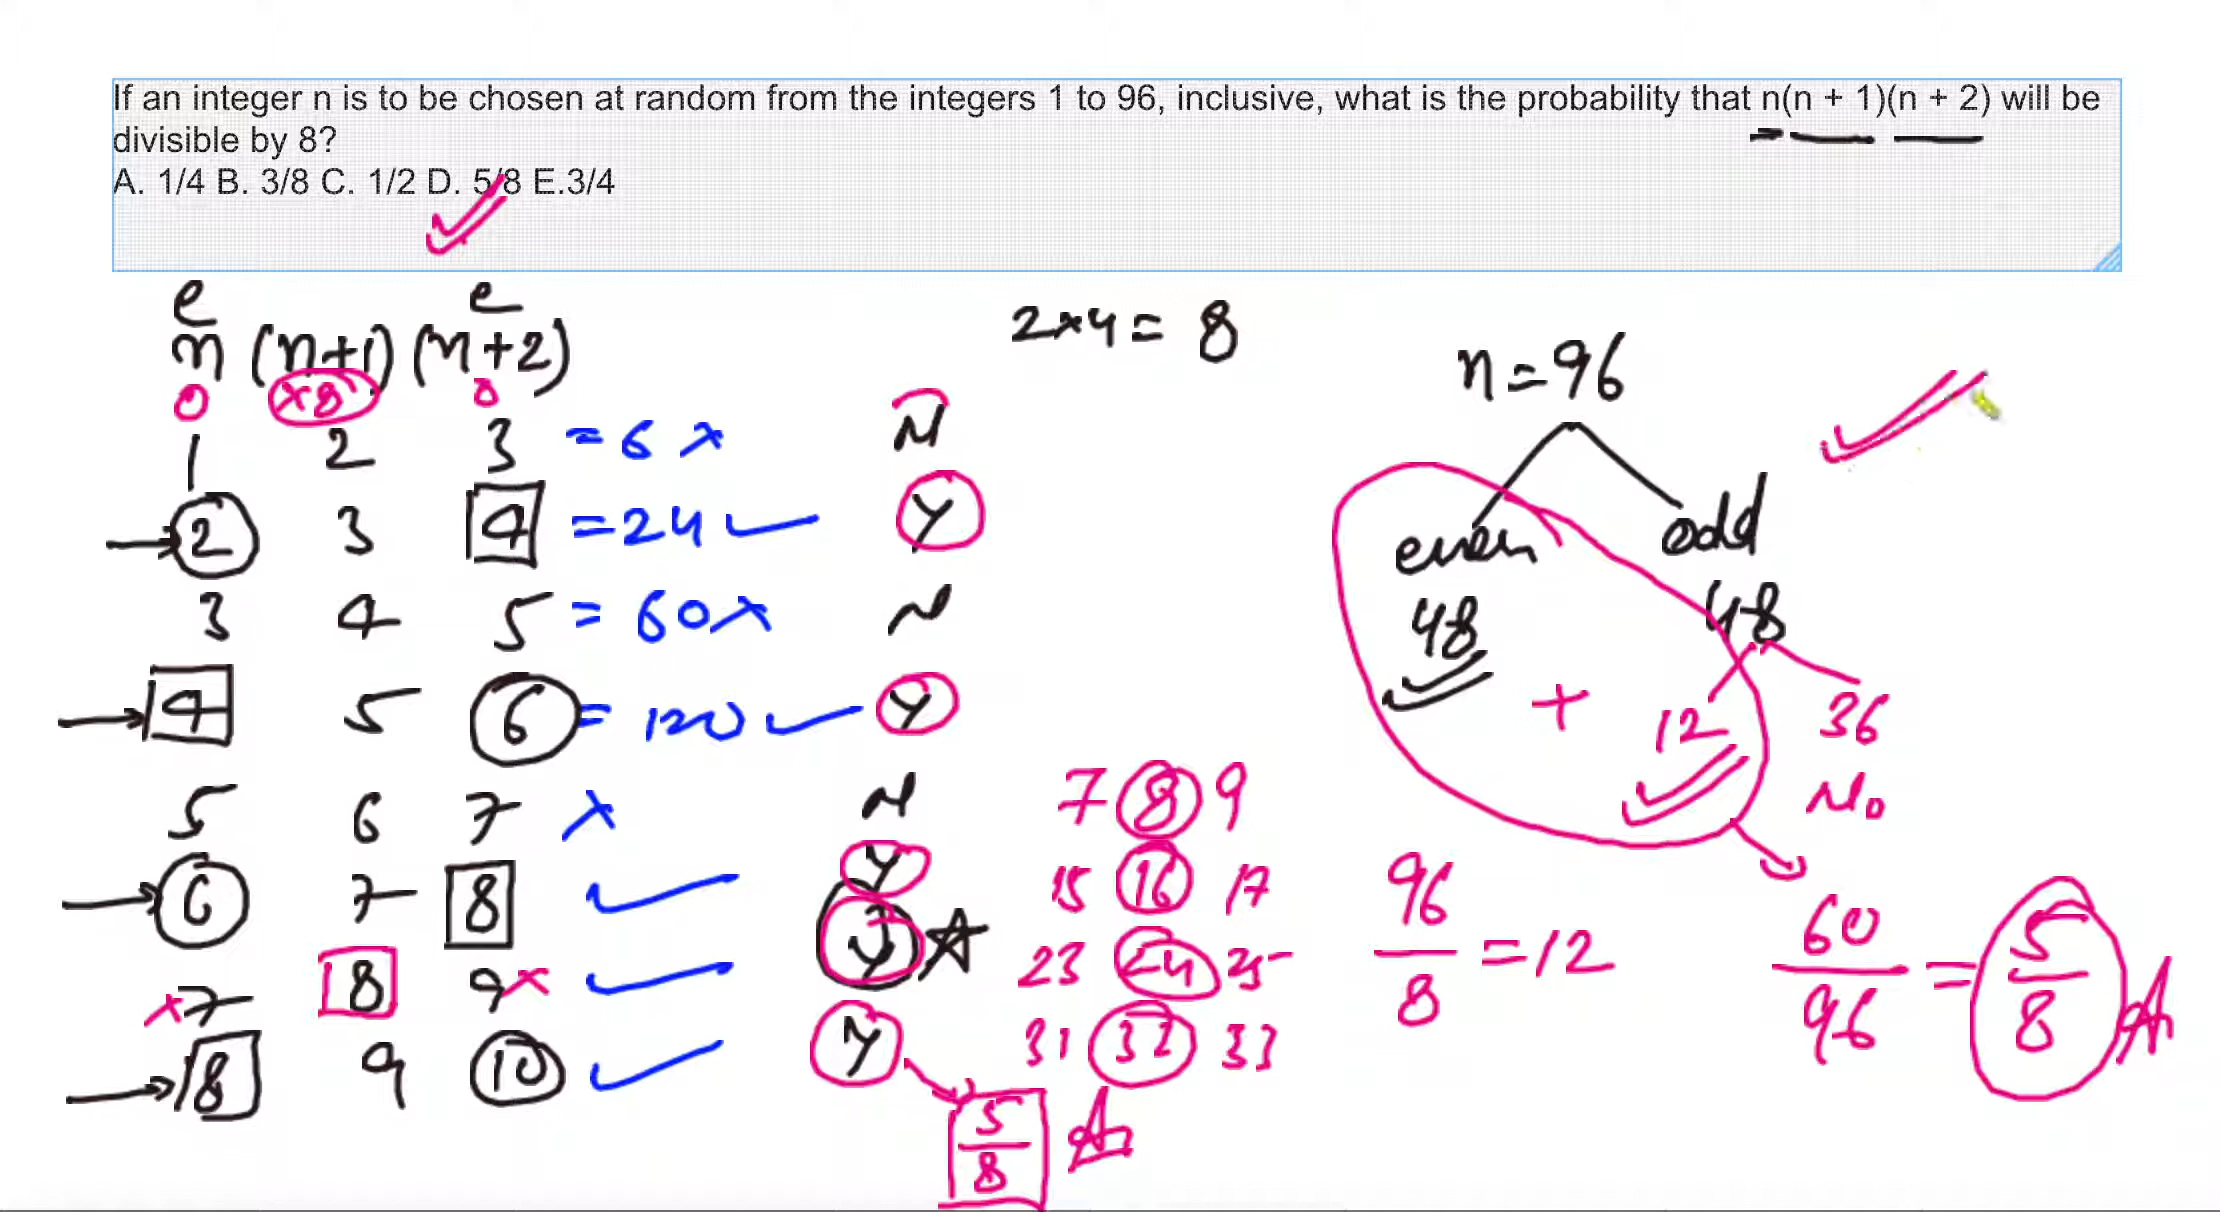 If an integer n is to be chosen at random from the integers 1 to 96, inclusive, what is the probability that n(n + 1)(n + 2) will be
divisible by 8?
A. 1/4 B. 3/8 C. 1/2 D. 5/8 E.3/4
e e
n (n+1) (n+2)
0 ×8 0
2×4 = 8
n=96
even odd
48 48
+ 12 36
No
1 2 3 = 6 × N
2 3 4 = 24 ✓ Y
3 4 5 = 60 × N
4 5 6 = 120 ✓ Y
5 6 7 × N
6 7 8 ✓ Y
×7 8 9× ✓ Y
8 9 10 ✓ Y
5/8 A
7 8 9
15 16 17
23 24 25
31 32 33
96/8 = 12
60/96 = 5/8 A